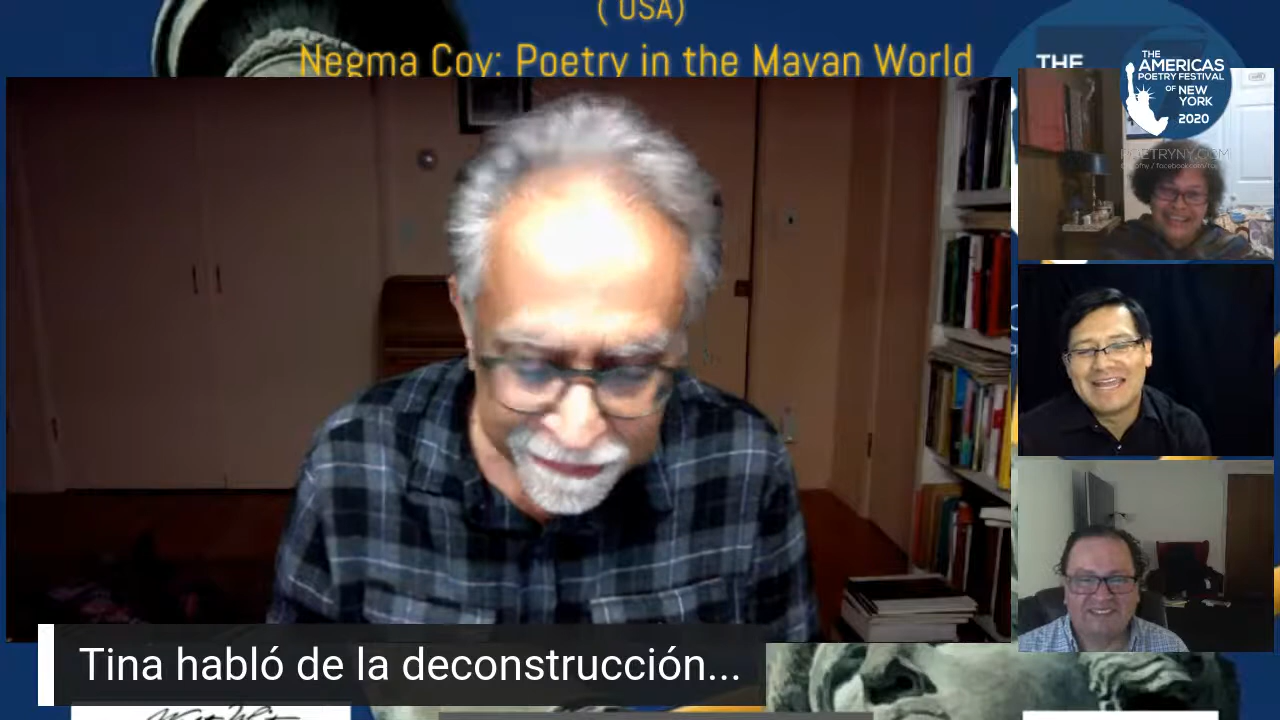 ( USA)
Negma Coy: Poetry in the Mayan World
THE
THE
AMERICAS
POETRY FESTIVAL
OF NEW
YORK
2020
POETRYNY.COM
Tina habló de la deconstrucción...